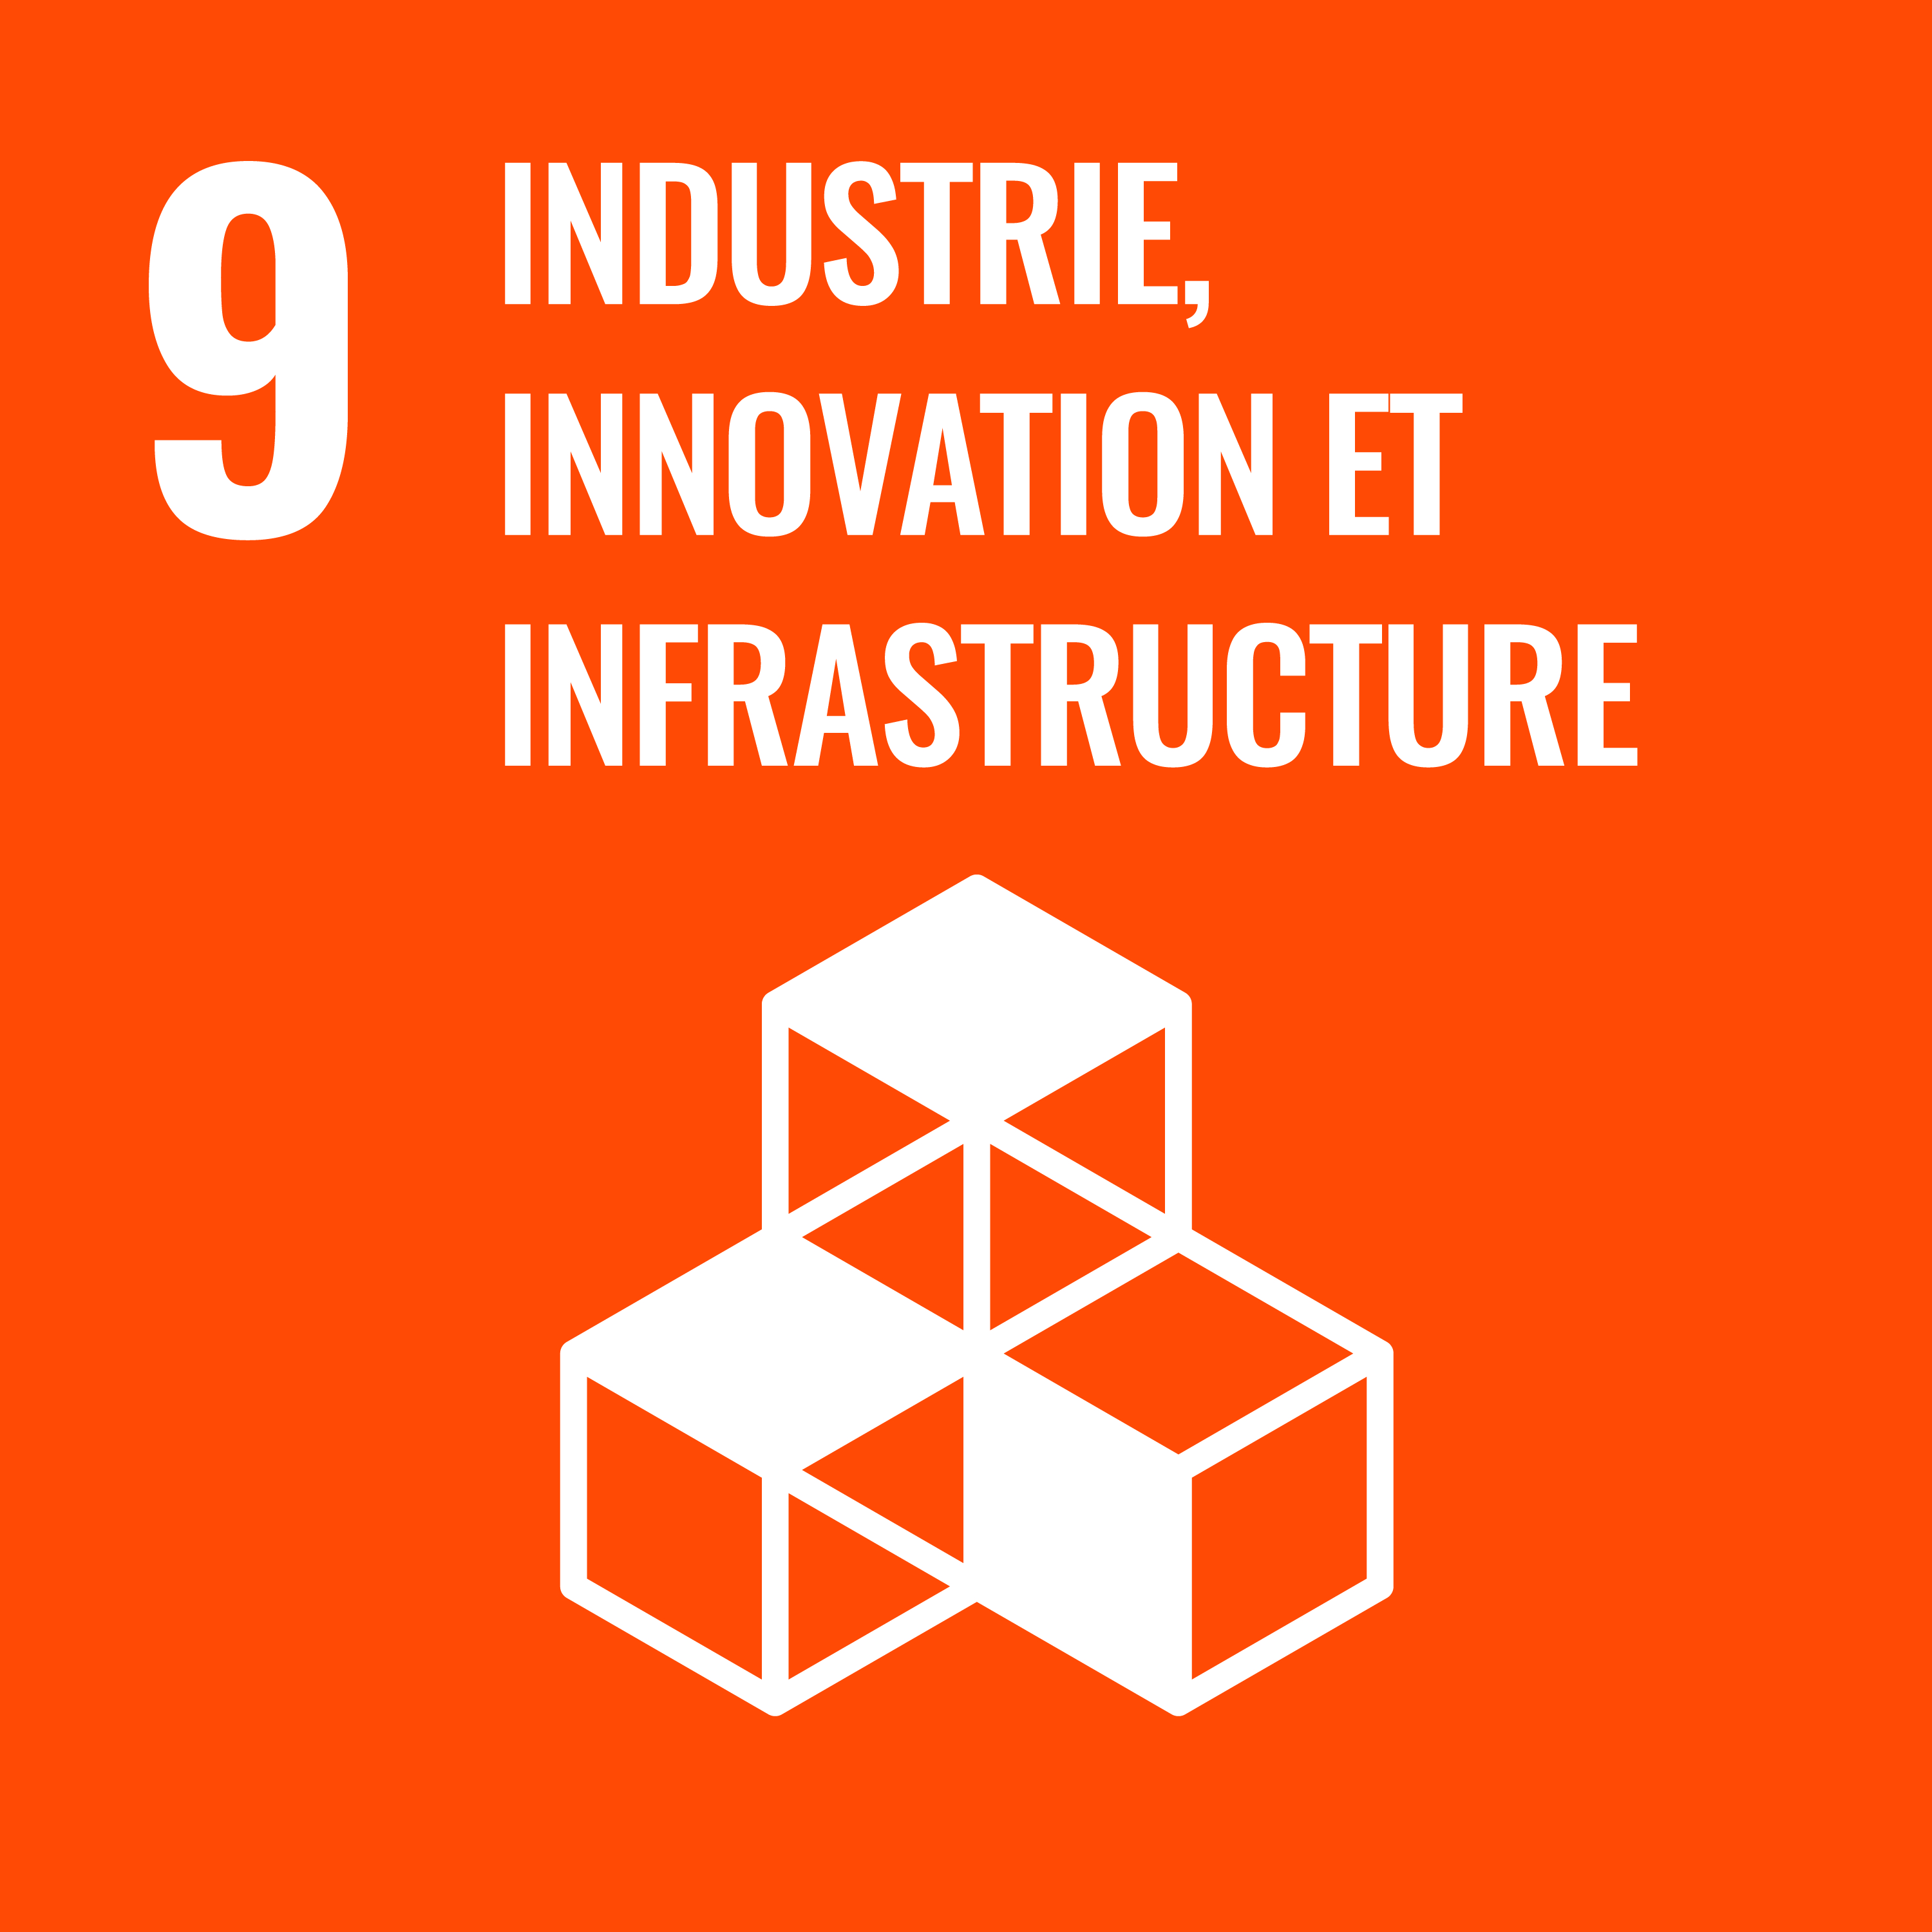 9
INDUSTRIE,
INNOVATION ET
INFRASTRUCTURE